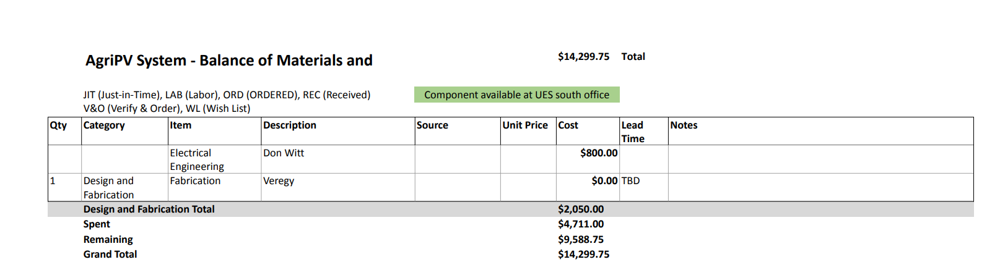 AgriPV System - Balance of Materials and
$14,299.75 Total
JIT (Just-in-Time), LAB (Labor), ORD (ORDERED), REC (Received)
Component available at UES south office
V&O (Verify & Order), WL (Wish List)
Qty Category Item Description Source Unit Price Cost Lead Time Notes
Electrical Engineering Don Witt $800.00
1 Design and Fabrication Fabrication Veregy $0.00 TBD
Design and Fabrication Total $2,050.00
Spent $4,711.00
Remaining $9,588.75
Grand Total $14,299.75